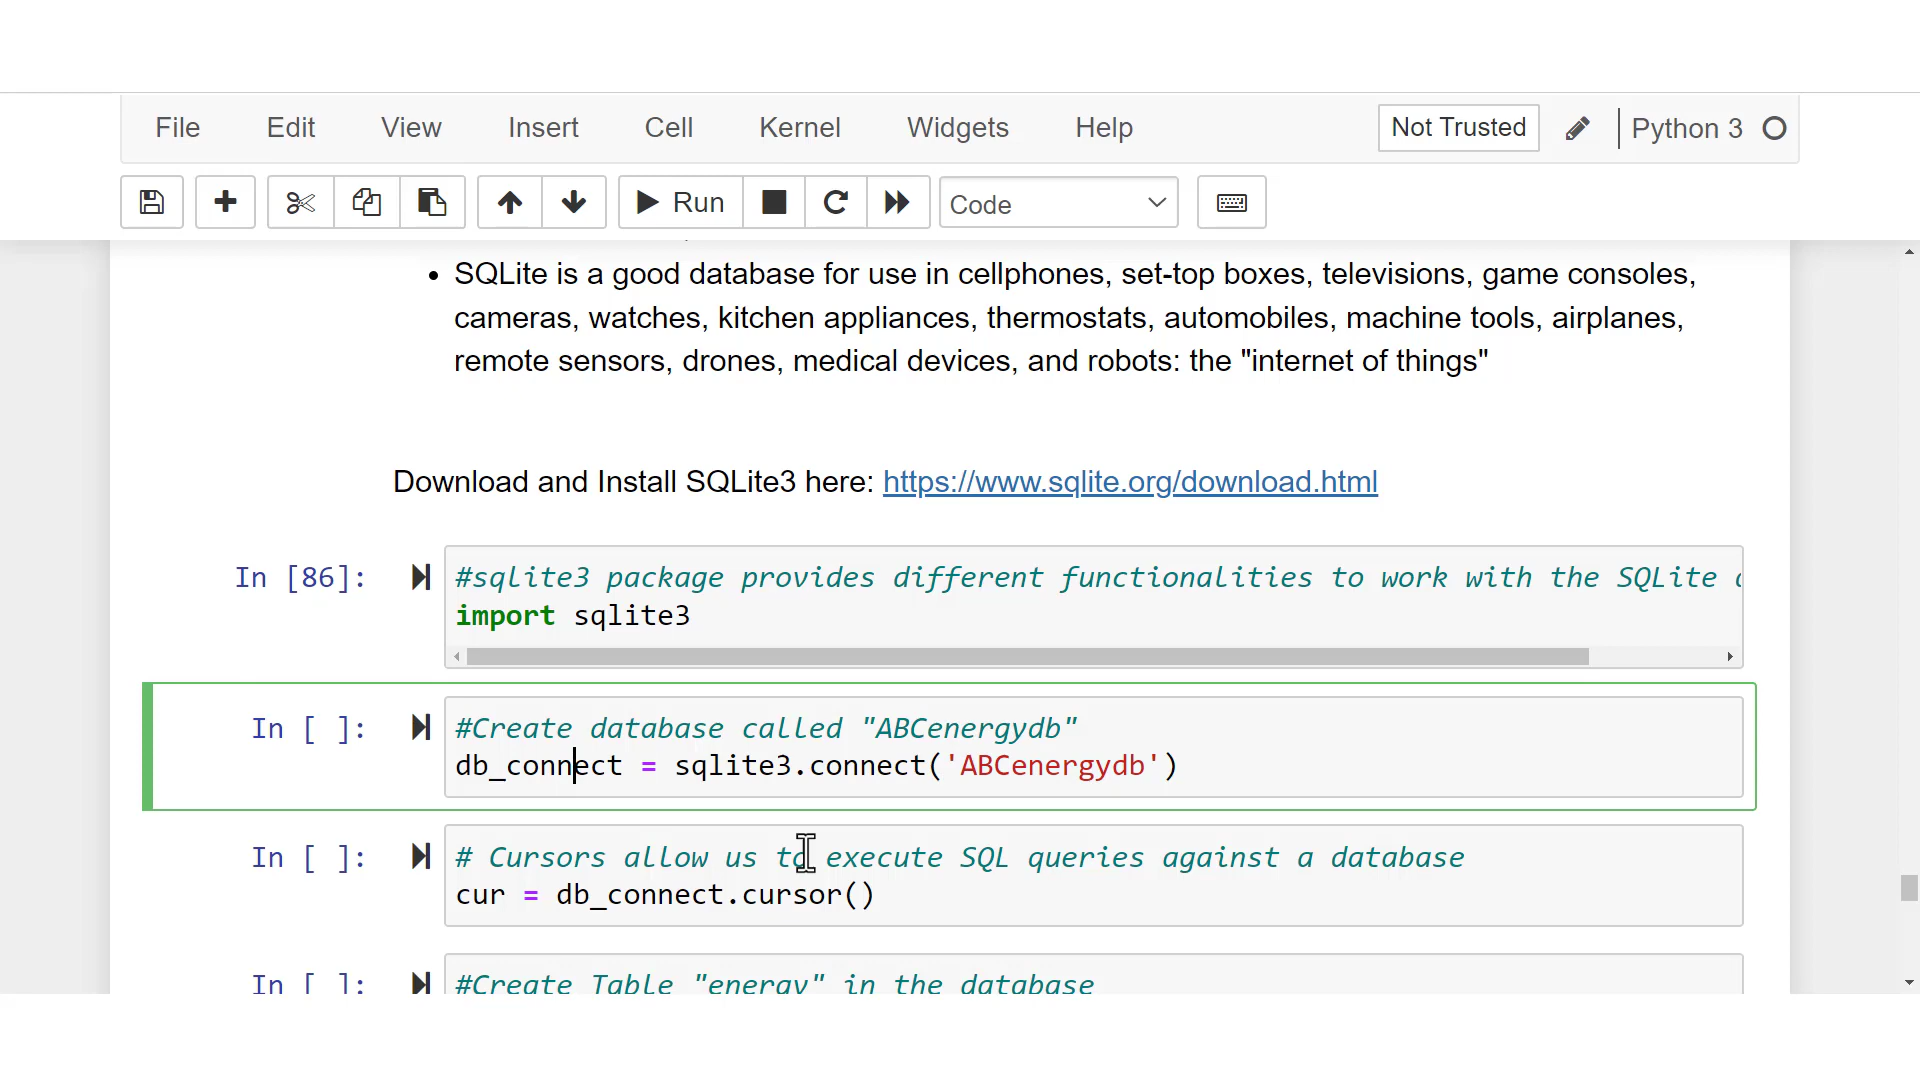 File Edit View Insert Cell Kernel Widgets Help Not Trusted Python 3
Run Code
• SQLite is a good database for use in cellphones, set-top boxes, televisions, game consoles,
cameras, watches, kitchen appliances, thermostats, automobiles, machine tools, airplanes,
remote sensors, drones, medical devices, and robots: the "internet of things"
Download and Install SQLite3 here: https://www.sqlite.org/download.html
In [86]: #sqlite3 package provides different functionalities to work with the SQLite
import sqlite3
In [ ]: #Create database called "ABCenergydb"
db_connect = sqlite3.connect('ABCenergydb')
In [ ]: # Cursors allow us to execute SQL queries against a database
cur = db_connect.cursor()
In [ ]: #Create Table "energy" in the database